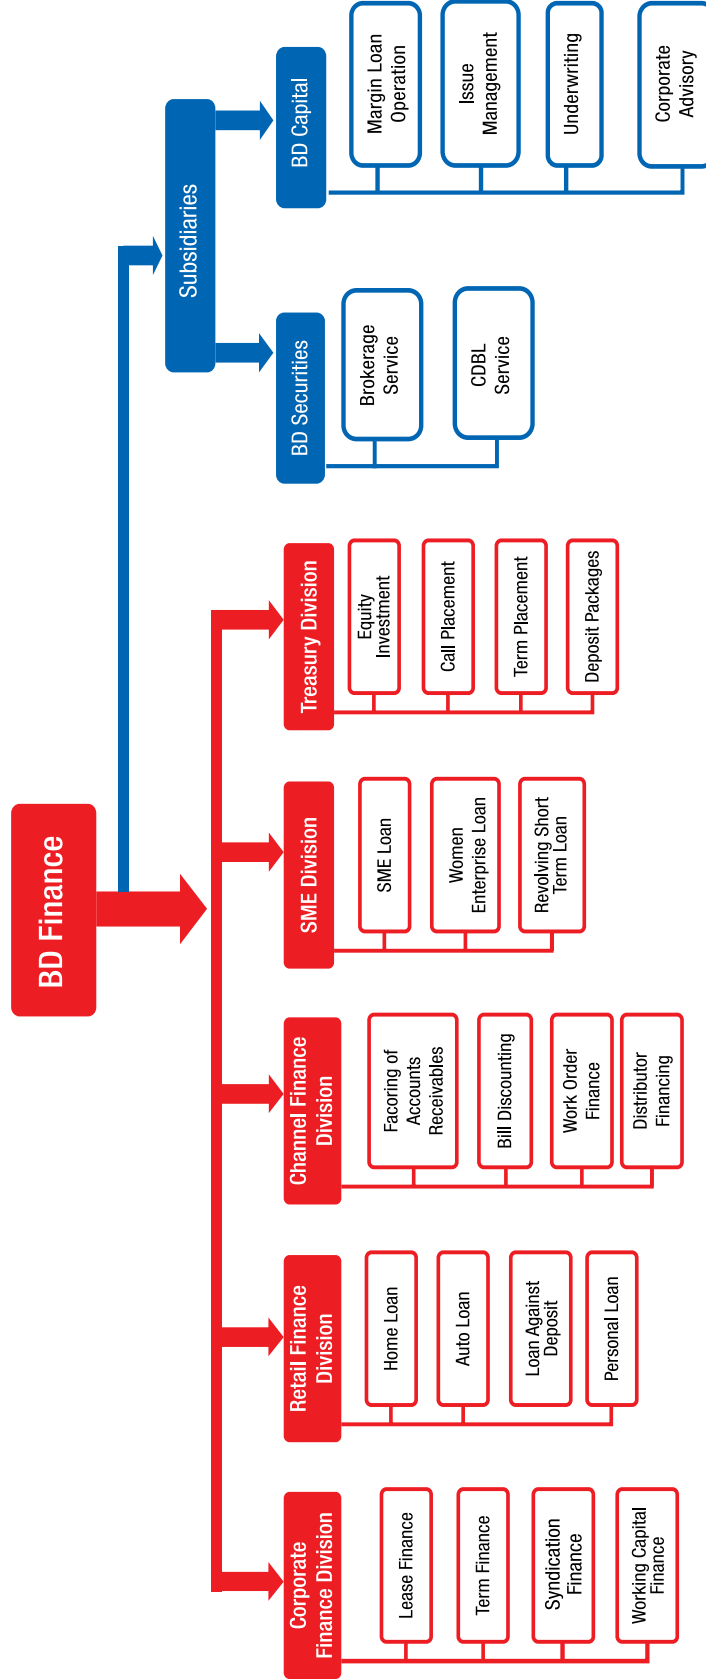 BD Finance
Corporate
Finance Division
Lease Finance
Term Finance
Syndication
Finance
Working Capital
Finance
Retail Finance
Division
Home Loan
Auto Loan
Loan Against
Deposit
Personal Loan
Channel Finance
Division
Facoring of
Accounts
Receivables
Bill Discounting
Work Order
Finance
Distributor
Financing
SME Division
SME Loan
Women
Enterprise Loan
Revolving Short
Term Loan
Treasury Division
Equity
Investment
Call Placement
Term Placement
Deposit Packages
Subsidiaries
BD Securities
Brokerage
Service
CDBL
Service
BD Capital
Margin Loan
Operation
Issue
Management
Underwriting
Corporate
Advisory